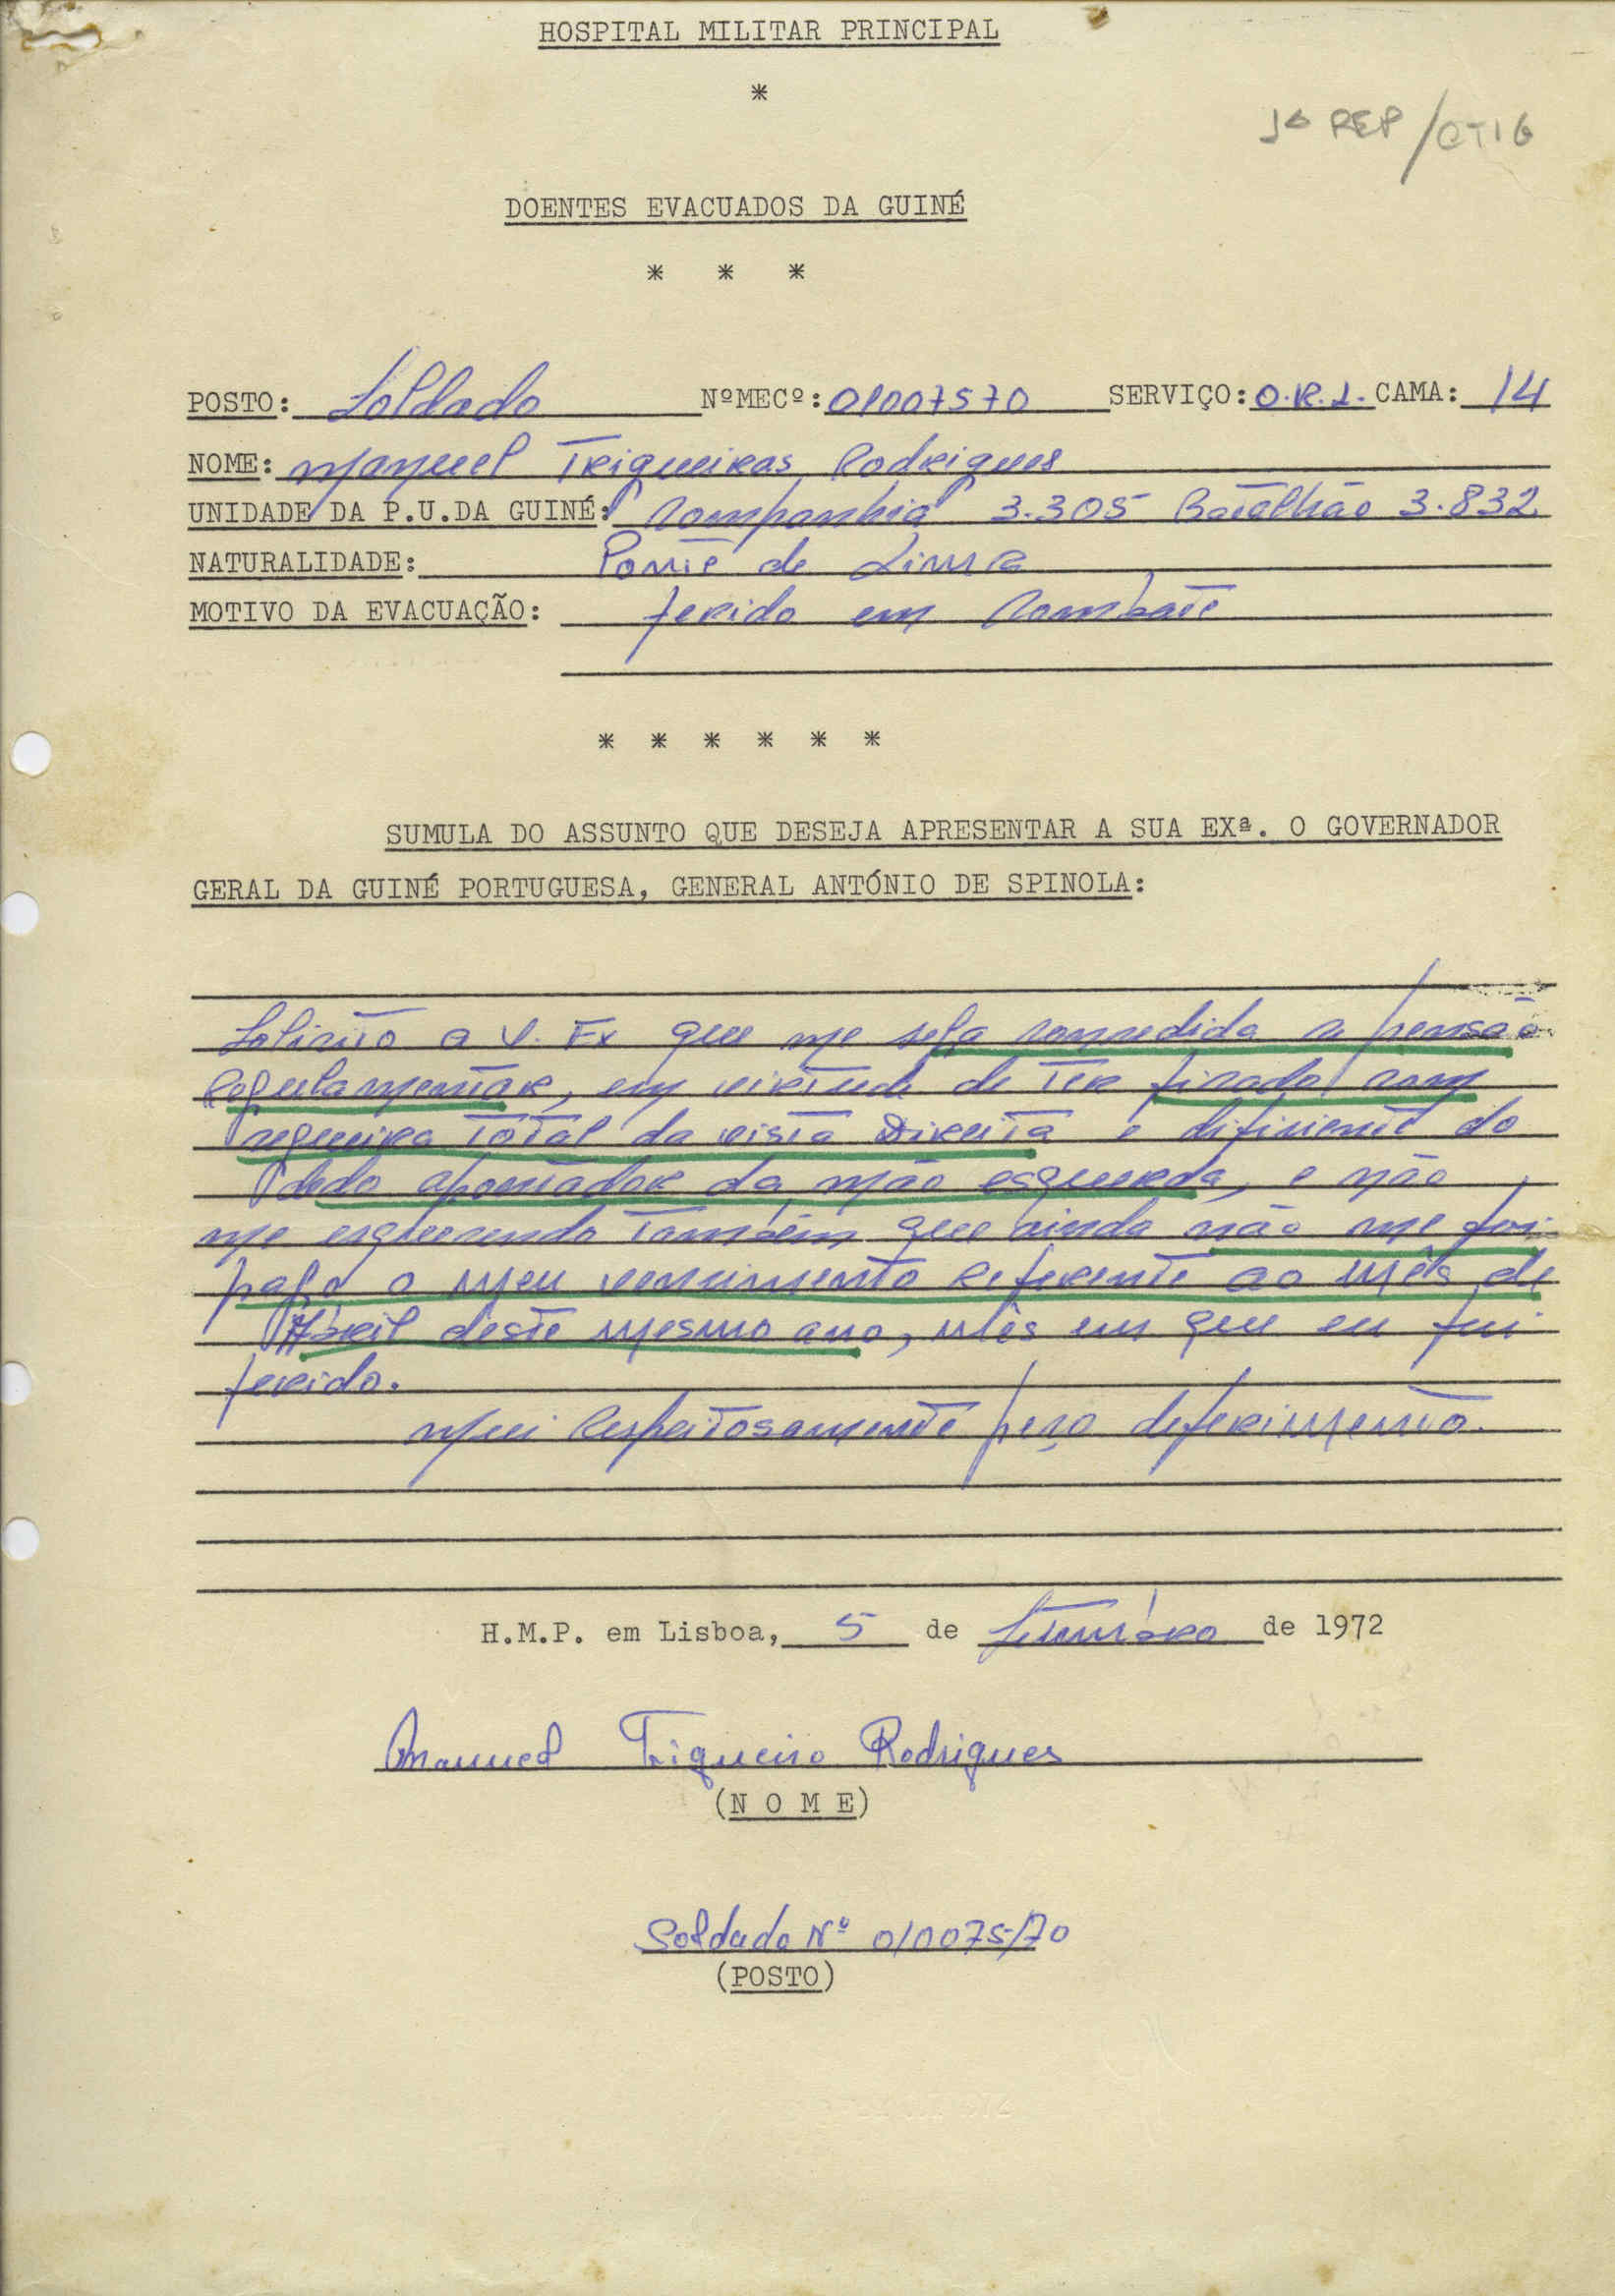 HOSPITAL MILITAR PRINCIPAL
*
1ª REP/CTIG
DOENTES EVACUADOS DA GUINÉ
* * *
POSTO: Soldado NºMECº: 01007570 SERVIÇO: O.R.L. CAMA: 14
NOME: Manuel Trigueiras Rodrigues
UNIDADE DA P.U.DA GUINÉ: Companhia 3.305 Batalhão 3.832
NATURALIDADE: Ponte de Lima
MOTIVO DA EVACUAÇÃO: ferido em Combate
* * * * * *
SUMULA DO ASSUNTO QUE DESEJA APRESENTAR A SUA EXª. O GOVERNADOR
GERAL DA GUINÉ PORTUGUESA, GENERAL ANTÓNIO DE SPINOLA:
Solicito a V. Ex que me seja concedida a pensão
Regulamentar, em virtude de Ter ficado com
cegueira Total da vista Direita e dificiente do
dedo apontador da mão esquerda, e não
me esquecendo Também que ainda não me foi
pago o meu vencimento Referente ao mês de
Abril deste mesmo ano, mês em que eu fui
ferido.
mui Respeitosamente peço deferimento.
H.M.P. em Lisboa, 5 de Setembro de 1972
Manuel Trigueiro Rodrigues
(N O M E)
Soldado Nº 010075/70
(POSTO)